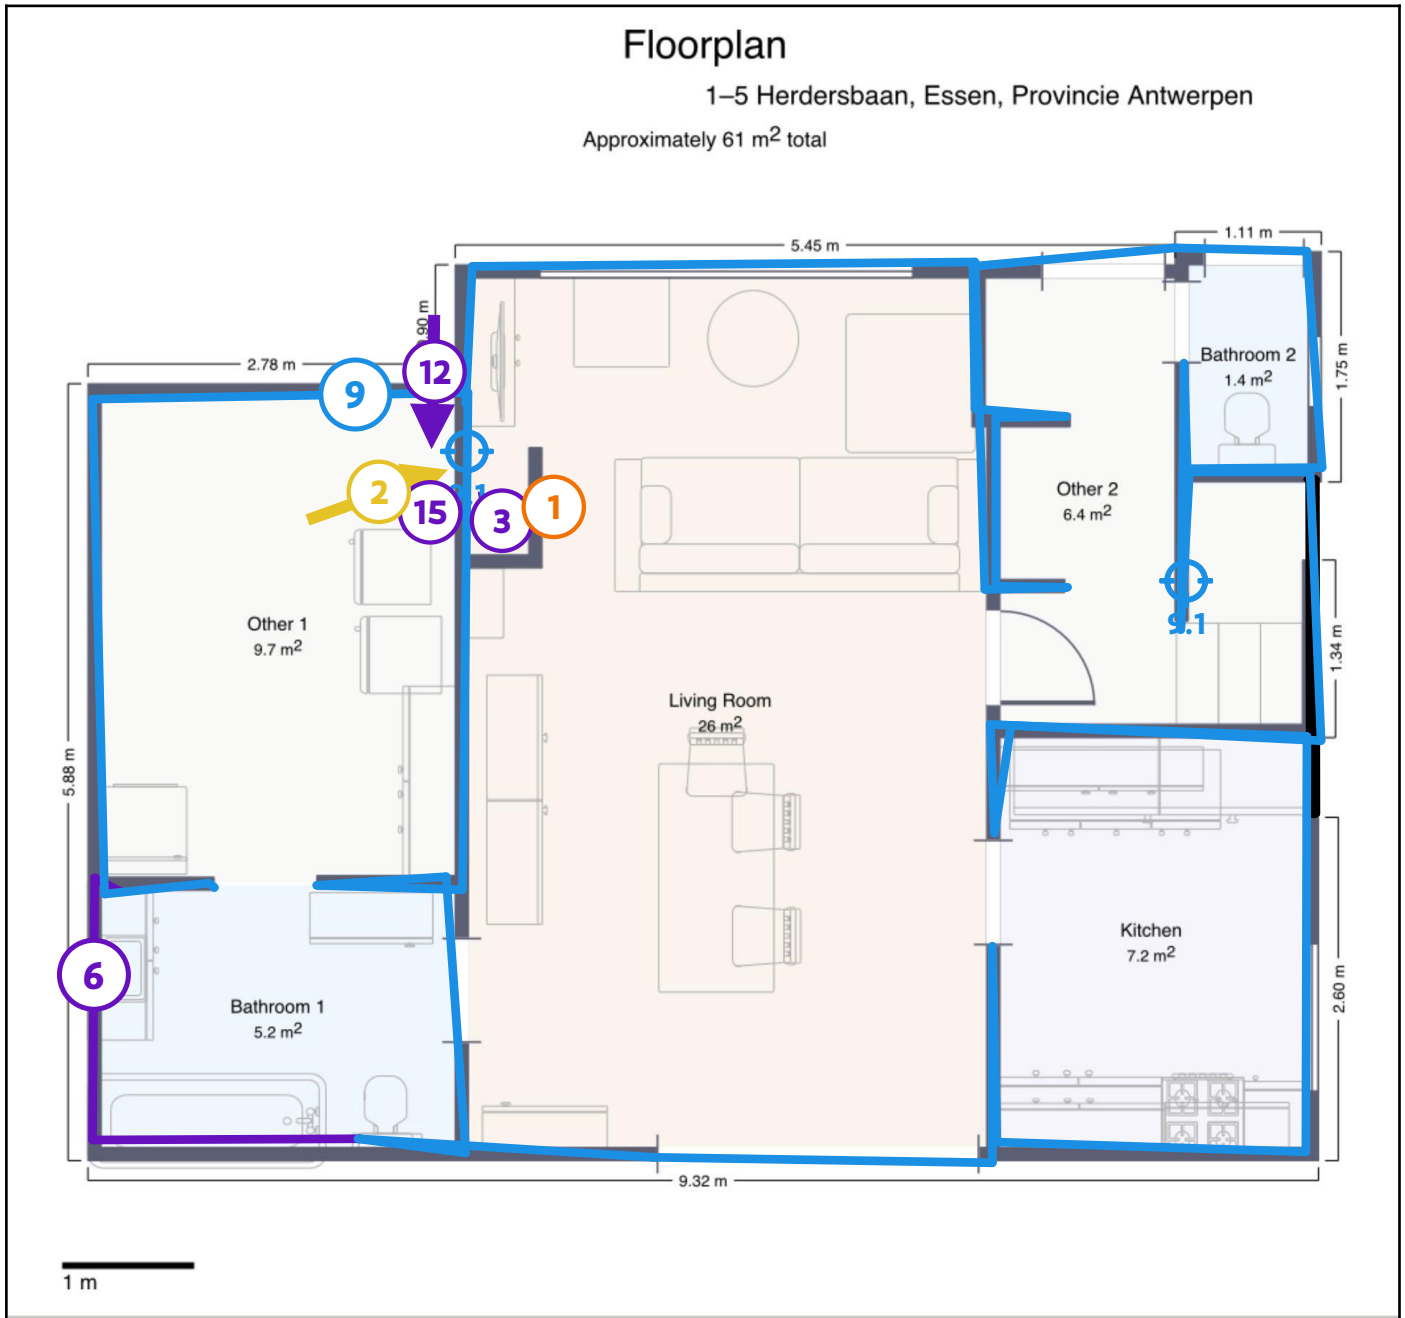 Floorplan
1–5 Herdersbaan, Essen, Provincie Antwerpen
Approximately 61 m² total
1.11 m
5.45 m
2.78 m
.90 m
1.75 m
12
9
Bathroom 2
1.4 m²
2
15
3
1
Other 2
6.4 m²
Other 1
9.7 m²
9.1
1.34 m
Living Room
26 m²
5.88 m
6
Kitchen
7.2 m²
Bathroom 1
5.2 m²
2.60 m
9.32 m
1 m